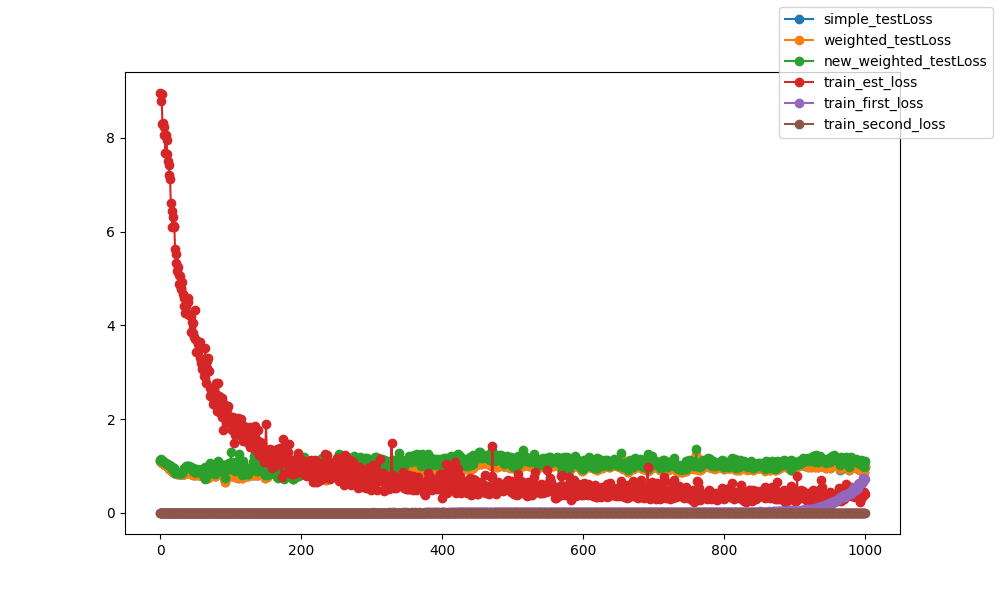 simple_testLoss
weighted_testLoss
new_weighted_testLoss
train_est_loss
train_first_loss
train_second_loss
8
6
4
2
0
0 200 400 600 800 1000